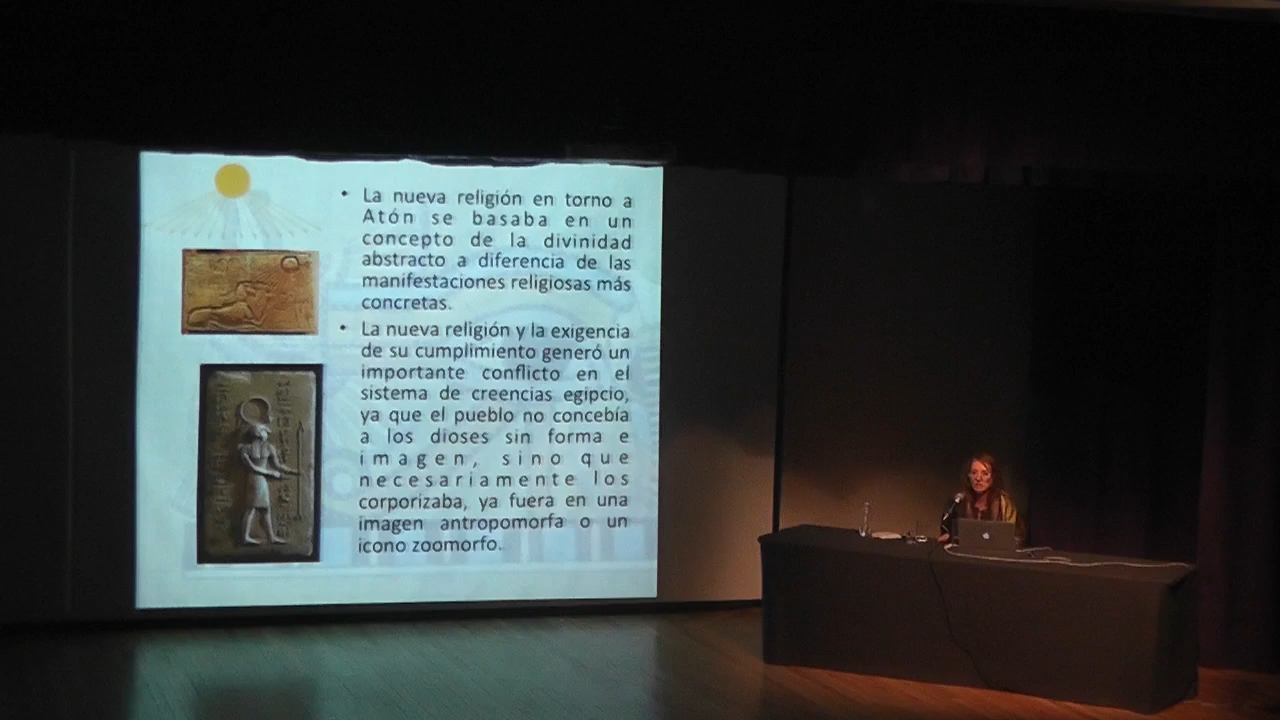 • La nueva religión en torno a
Atón se basaba en un
concepto de la divinidad
abstracto a diferencia de las
manifestaciones religiosas más
concretas.
• La nueva religión y la exigencia
de su cumplimiento generó un
importante conflicto en el
sistema de creencias egipcio,
ya que el pueblo no concebía
a los dioses sin forma e
imagen, sino que
necesariamente los
corporizaba, ya fuera en una
imagen antropomorfa o un
icono zoomorfo.